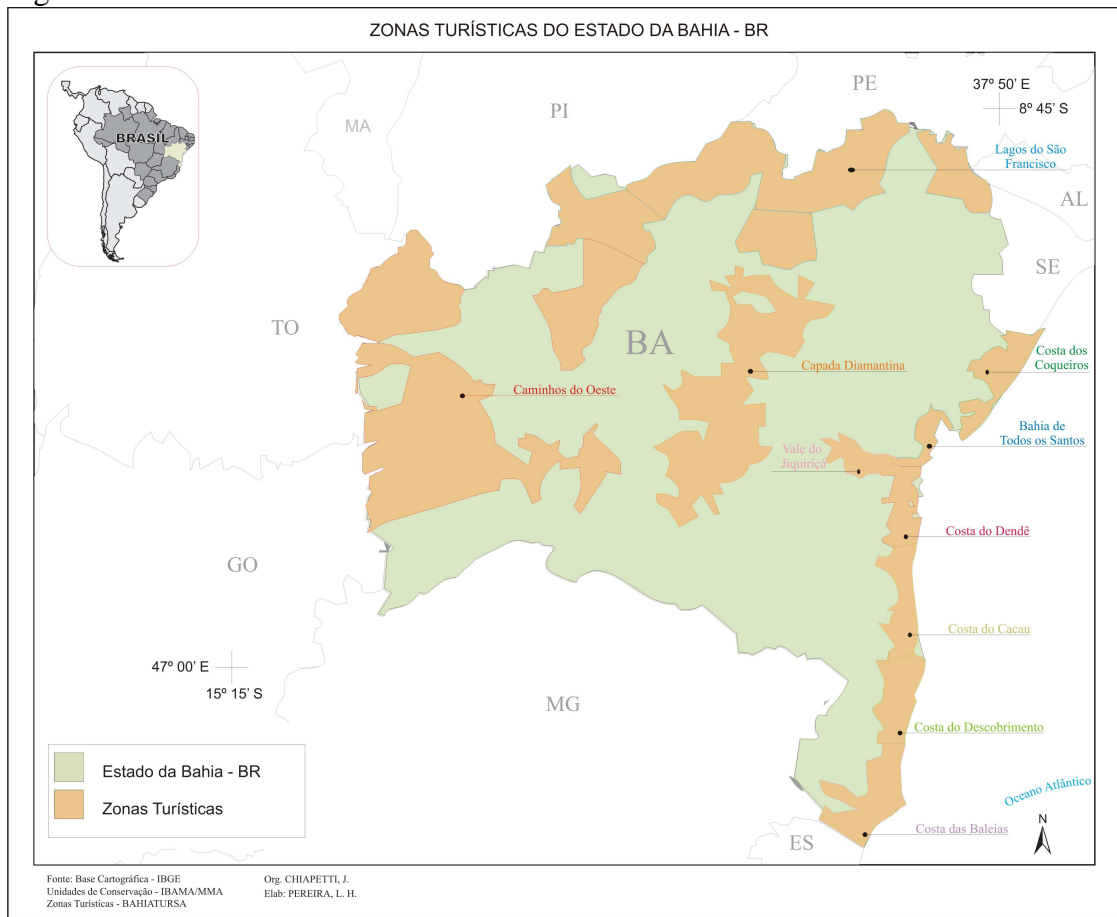 ZONAS TURÍSTICAS DO ESTADO DA BAHIA - BR
BRASIL
MA
PI
PE
37º 50’ E
8º 45’ S
Lagos do São
Francisco
AL
SE
TO
BA
Costa dos
Coqueiros
Capada Diamantina
Caminhos do Oeste
Bahia de
Todos os Santos
Vale do
Jiquiriçá
Costa do Dendê
GO
Costa do Cacau
47º 00’ E
15º 15’ S
MG
Costa do Descobrimento
Estado da Bahia - BR
Zonas Turísticas
Oceano Atlântico
N
ES
Costa das Baleias
Fonte: Base Cartográfica - IBGE
Unidades de Conservação - IBAMA/MMA
Zonas Turísticas - BAHIATURSA
Org. CHIAPETTI, J.
Elab: PEREIRA, L. H.